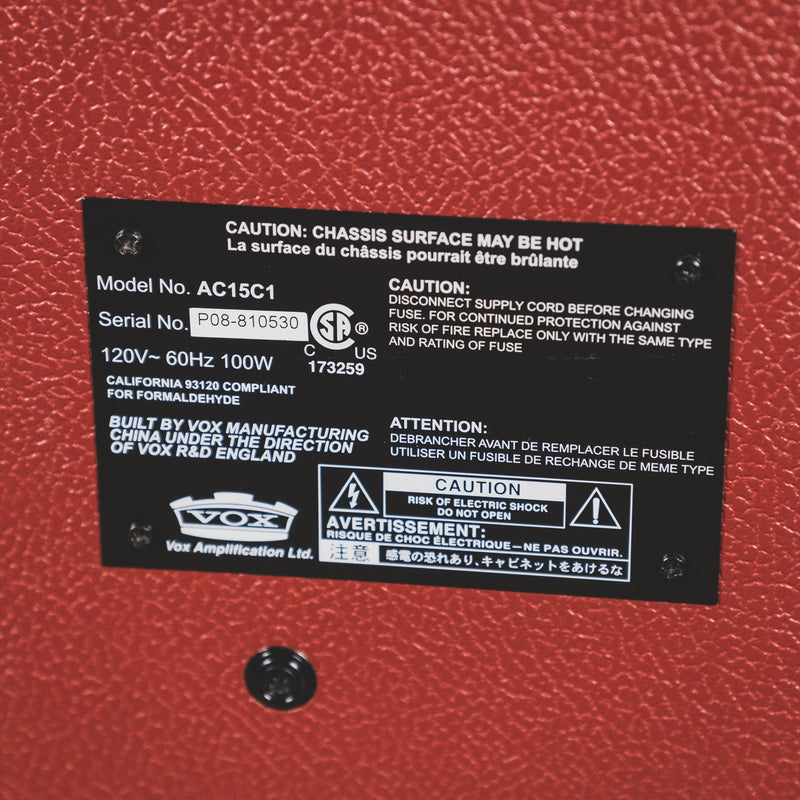 CAUTION: CHASSIS SURFACE MAY BE HOT
La surface du châssis pourrait être brûlante
Model No. AC15C1
Serial No. P08-810530
SA ®
C US
173259
120V~ 60Hz 100W
CALIFORNIA 93120 COMPLIANT
FOR FORMALDEHYDE
BUILT BY VOX MANUFACTURING
CHINA UNDER THE DIRECTION
OF VOX R&D ENGLAND
CAUTION:
DISCONNECT SUPPLY CORD BEFORE CHANGING
FUSE. FOR CONTINUED PROTECTION AGAINST
RISK OF FIRE REPLACE ONLY WITH THE SAME TYPE
AND RATING OF FUSE
ATTENTION:
DEBRANCHER AVANT DE REMPLACER LE FUSIBLE
UTILISER UN FUSIBLE DE RECHANGE DE MEME TYPE
VOX
Vox Amplification Ltd.
CAUTION
RISK OF ELECTRIC SHOCK
DO NOT OPEN
AVERTISSEMENT:
RISQUE DE CHOC ÉLECTRIQUE—NE PAS OUVRIR.
注意 感電の恐れあり、キャビネットをあけるな